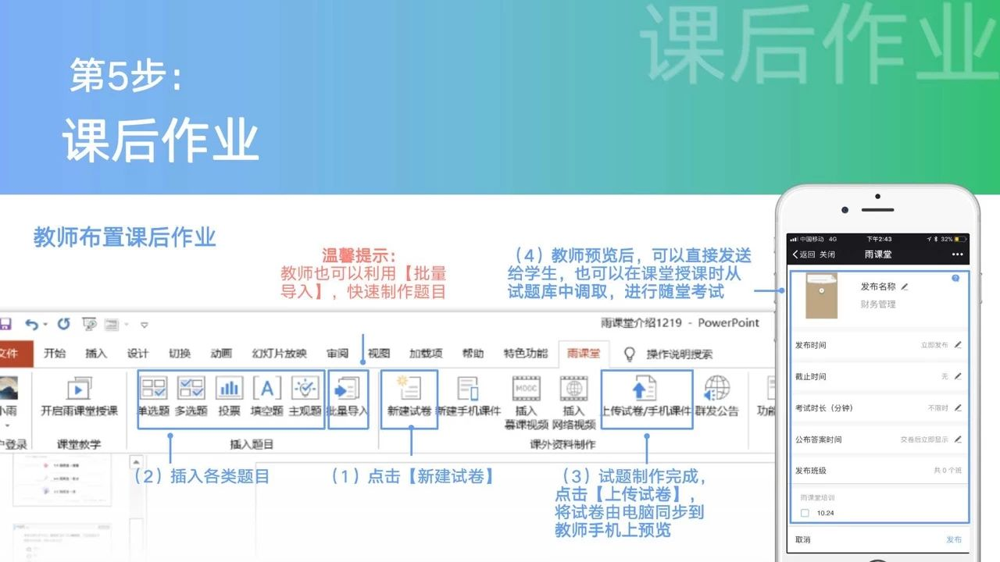 课后作业
第5步：
课后作业
教师布置课后作业
温馨提示：
教师也可以利用【批量
导入】，快速制作题目
（4）教师预览后，可以直接发送
给学生，也可以在课堂授课时从
试题库中调取，进行随堂考试
雨课堂介绍1219 - PowerPoint
文件 开始 插入 设计 切换 动画 幻灯片放映 审阅 视图 加载项 帮助 特色功能 雨课堂 操作说明搜索
小雨 开启雨课堂授课 单选题 多选题 投票 填空题 主观题 批量导入 新建试卷 新建手机课件 插入 插入 上传试卷/手机课件 群发公告 功能
慕课视频 网络视频
户登录 课堂教学 插入题目 课外资料制作
MOOC
（2）插入各类题目
（1）点击【新建试卷】
（3）试题制作完成，
点击【上传试卷】，
将试卷由电脑同步到
教师手机上预览
中国移动 4G 下午2:43 32%
返回 关闭 雨课堂
发布名称
财务管理
发布时间 立即发布
截止时间 无
考试时长（分钟） 不限时
公布答案时间 交卷后立即显示
发布班级 共 0 个班
雨课堂培训
10.24
取消 发布